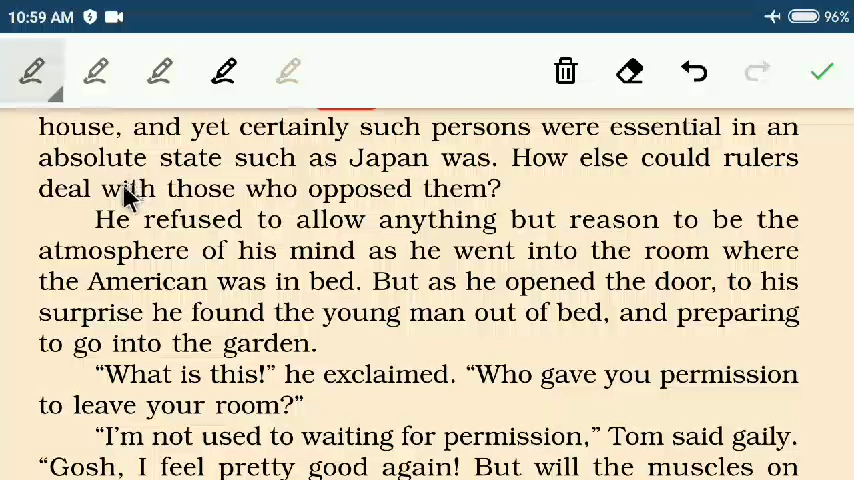 10:59 AM 96%
house, and yet certainly such persons were essential in an
absolute state such as Japan was. How else could rulers
deal with those who opposed them?
He refused to allow anything but reason to be the
atmosphere of his mind as he went into the room where
the American was in bed. But as he opened the door, to his
surprise he found the young man out of bed, and preparing
to go into the garden.
“What is this!” he exclaimed. “Who gave you permission
to leave your room?”
“I'm not used to waiting for permission,” Tom said gaily.
“Gosh, I feel pretty good again! But will the muscles on